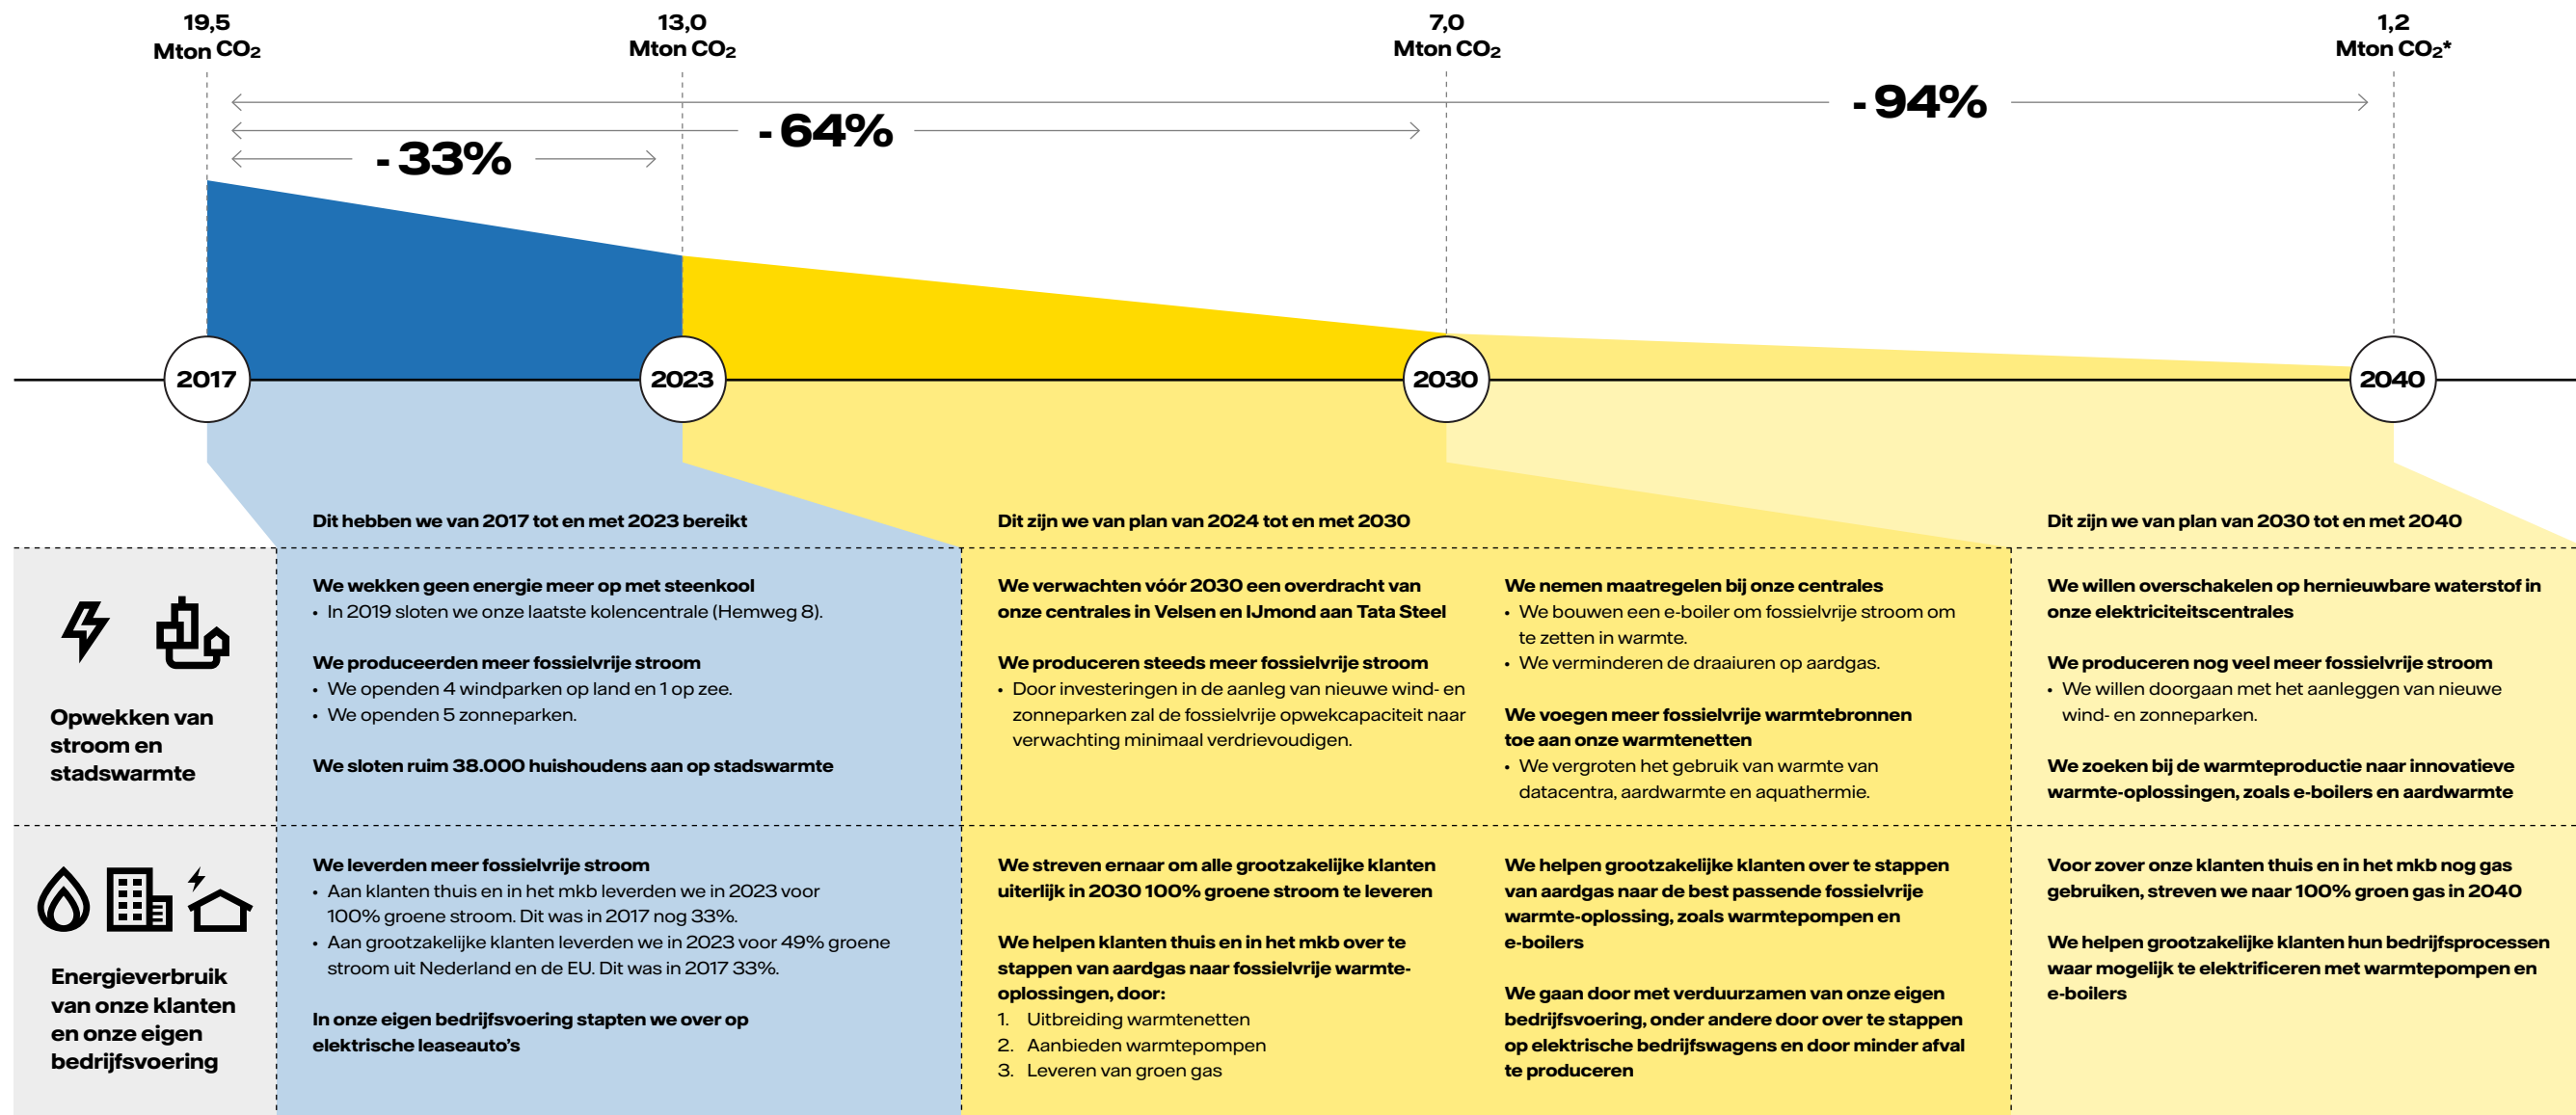 19,5
Mton CO₂
13,0
Mton CO₂
7,0
Mton CO₂
1,2
Mton CO₂*
- 94%
- 64%
- 33%
2017
2023
2030
2040
Dit hebben we van 2017 tot en met 2023 bereikt
Dit zijn we van plan van 2024 tot en met 2030
Dit zijn we van plan van 2030 tot en met 2040
Opwekken van
stroom en
stadswarmte
We wekken geen energie meer op met steenkool
• In 2019 sloten we onze laatste kolencentrale (Hemweg 8).
We produceerden meer fossielvrije stroom
• We openden 4 windparken op land en 1 op zee.
• We openden 5 zonneparken.
We sloten ruim 38.000 huishoudens aan op stadswarmte
We verwachten vóór 2030 een overdracht van
onze centrales in Velsen en IJmond aan Tata Steel
We produceren steeds meer fossielvrije stroom
• Door investeringen in de aanleg van nieuwe wind- en
zonneparken zal de fossielvrije opwekcapaciteit naar
verwachting minimaal verdrievoudigen.
We nemen maatregelen bij onze centrales
• We bouwen een e-boiler om fossielvrije stroom om
te zetten in warmte.
• We verminderen de draaiuren op aardgas.
We voegen meer fossielvrije warmtebronnen
toe aan onze warmtenetten
• We vergroten het gebruik van warmte van
datacentra, aardwarmte en aquathermie.
We willen overschakelen op hernieuwbare waterstof in
onze elektriciteitscentrales
We produceren nog veel meer fossielvrije stroom
• We willen doorgaan met het aanleggen van nieuwe
wind- en zonneparken.
We zoeken bij de warmteproductie naar innovatieve
warmte-oplossingen, zoals e-boilers en aardwarmte
Energieverbruik
van onze klanten
en onze eigen
bedrijfsvoering
We leverden meer fossielvrije stroom
• Aan klanten thuis en in het mkb leverden we in 2023 voor
100% groene stroom. Dit was in 2017 nog 33%.
• Aan grootzakelijke klanten leverden we in 2023 voor 49% groene
stroom uit Nederland en de EU. Dit was in 2017 33%.
In onze eigen bedrijfsvoering stapten we over op
elektrische leaseauto's
We streven ernaar om alle grootzakelijke klanten
uiterlijk in 2030 100% groene stroom te leveren
We helpen klanten thuis en in het mkb over te
stappen van aardgas naar fossielvrije warmte-
oplossingen, door:
1. Uitbreiding warmtenetten
2. Aanbieden warmtepompen
3. Leveren van groen gas
We helpen grootzakelijke klanten over te stappen
van aardgas naar de best passende fossielvrije
warmte-oplossing, zoals warmtepompen en
e-boilers
We gaan door met verduurzamen van onze eigen
bedrijfsvoering, onder andere door over te stappen
op elektrische bedrijfswagens en door minder afval
te produceren
Voor zover onze klanten thuis en in het mkb nog gas
gebruiken, streven we naar 100% groen gas in 2040
We helpen grootzakelijke klanten hun bedrijfsprocessen
waar mogelijk te elektrificeren met warmtepompen en
e-boilers